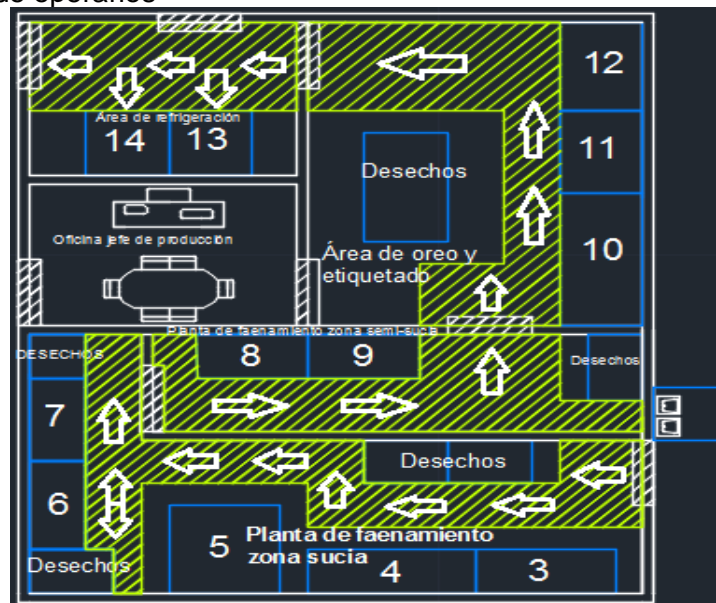 de operarios
12
Área de refrigeración
14 13
11
Desechos
Oficina jefe de producción
Área de oreo y
etiquetado
10
Planta de faenamiento zona semi-sucia
DESECHOS
8 9
Desechos
7
Desechos
6
5
Planta de faenamiento
zona sucia
Desechos
4 3